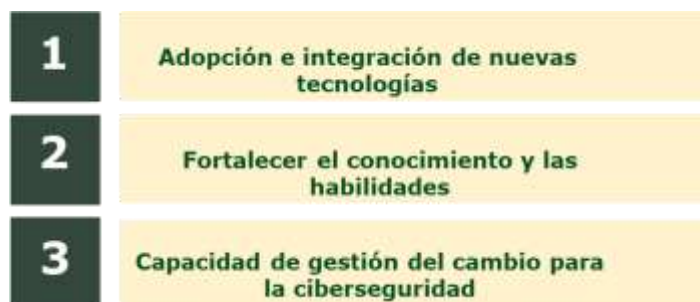 1
Adopción e integración de nuevas
tecnologías
2
Fortalecer el conocimiento y las
habilidades
3
Capacidad de gestión del cambio para
la ciberseguridad